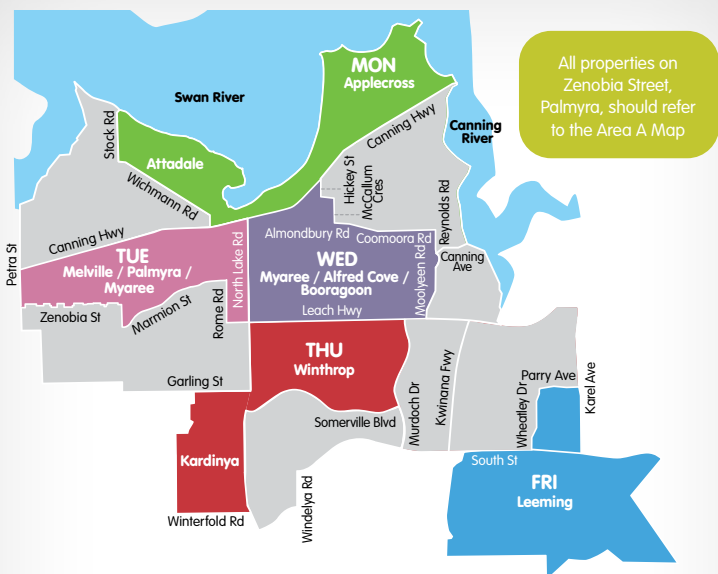 MON
Applecross
All properties on
Zenobia Street,
Palmyra, should refer
to the Area A Map
Swan River
Canning Hwy
Canning
River
Stock Rd
Attadale
Wichmann Rd
Hickey St
McCallum
Cres
Reynolds Rd
Petra St
Canning Hwy
TUE
Melville / Palmyra /
Myaree
North Lake Rd
Almondbury Rd
Coomoora Rd
WED
Myaree / Alfred Cove /
Booragoon
Moolyeen Rd
Canning
Ave
Leach Hwy
Zenobia St
Marmion St
Rome Rd
THU
Winthrop
Garling St
Murdoch Dr
Kwinana Fwy
Parry Ave
Wheatley Dr
Karel Ave
Somerville Blvd
Kardinya
South St
FRI
Leeming
Windelya Rd
Winterfold Rd